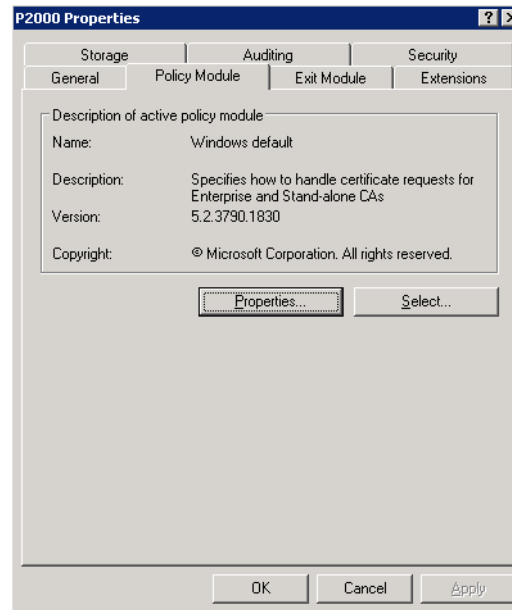 P2000 Properties
Storage Auditing Security
General Policy Module Exit Module Extensions
Description of active policy module
Name: Windows default
Description: Specifies how to handle certificate requests for
Enterprise and Stand-alone CAs
Version: 5.2.3790.1830
Copyright: © Microsoft Corporation. All rights reserved.
Properties... Select...
OK Cancel Apply